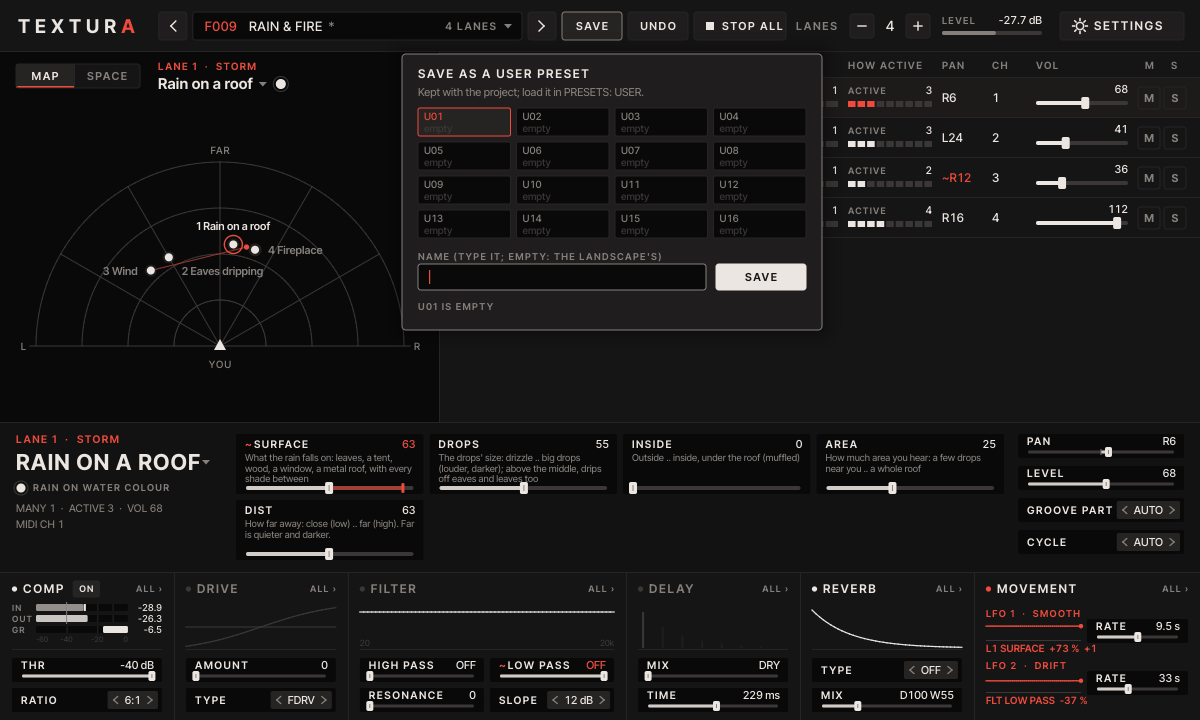 TEXTURA
F009 RAIN & FIRE *
4 LANES
SAVE
UNDO
STOP ALL
LANES
4
LEVEL -27.7 dB
SETTINGS
MAP
SPACE
LANE 1 · STORM
Rain on a roof
FAR
1 Rain on a roof
4 Fireplace
3 Wind
2 Eaves dripping
L
R
YOU
SAVE AS A USER PRESET
Kept with the project; load it in PRESETS: USER.
U01 U02 U03 U04
empty empty empty empty
U05 U06 U07 U08
empty empty empty empty
U09 U10 U11 U12
empty empty empty empty
U13 U14 U15 U16
empty empty empty empty
NAME (TYPE IT; EMPTY: THE LANDSCAPE'S)
SAVE
U01 IS EMPTY
HOW ACTIVE PAN CH VOL M S
1 ACTIVE 3 R6 1 68 M S
1 ACTIVE 3 L24 2 41 M S
1 ACTIVE 2 ~R12 3 36 M S
1 ACTIVE 4 R16 4 112 M S
LANE 1 · STORM
RAIN ON A ROOF
RAIN ON WATER COLOUR
MANY 1 · ACTIVE 3 · VOL 68
MIDI CH 1
~SURFACE 63
What the rain falls on: leaves, a tent,
wood, a window, a metal roof, with every
shade between
DROPS 55
The drops' size: drizzle .. big drops
(louder, darker); above the middle, drips
off eaves and leaves too
INSIDE 0
Outside .. inside, under the roof (muffled)
AREA 25
How much area you hear: a few drops
near you .. a whole roof
DIST 63
How far away: close (low) .. far (high). Far
is quieter and darker.
PAN R6
LEVEL 68
GROOVE PART < AUTO >
CYCLE < AUTO >
COMP ON ALL ›
IN -28.9
OUT -26.3
GR -6.5
-60 -40 -20 0
THR -40 dB
RATIO < 6:1 >
DRIVE ALL ›
AMOUNT 0
TYPE < FDRV >
FILTER ALL ›
20 20k
HIGH PASS OFF
~LOW PASS OFF
RESONANCE 0
SLOPE < 12 dB >
DELAY ALL ›
MIX DRY
TIME 229 ms
REVERB ALL ›
TYPE < OFF >
MIX D100 W55
MOVEMENT ALL ›
LFO 1 · SMOOTH
RATE 9.5 s
L1 SURFACE +73 % +1
LFO 2 · DRIFT
RATE 33 s
FLT LOW PASS -37 %